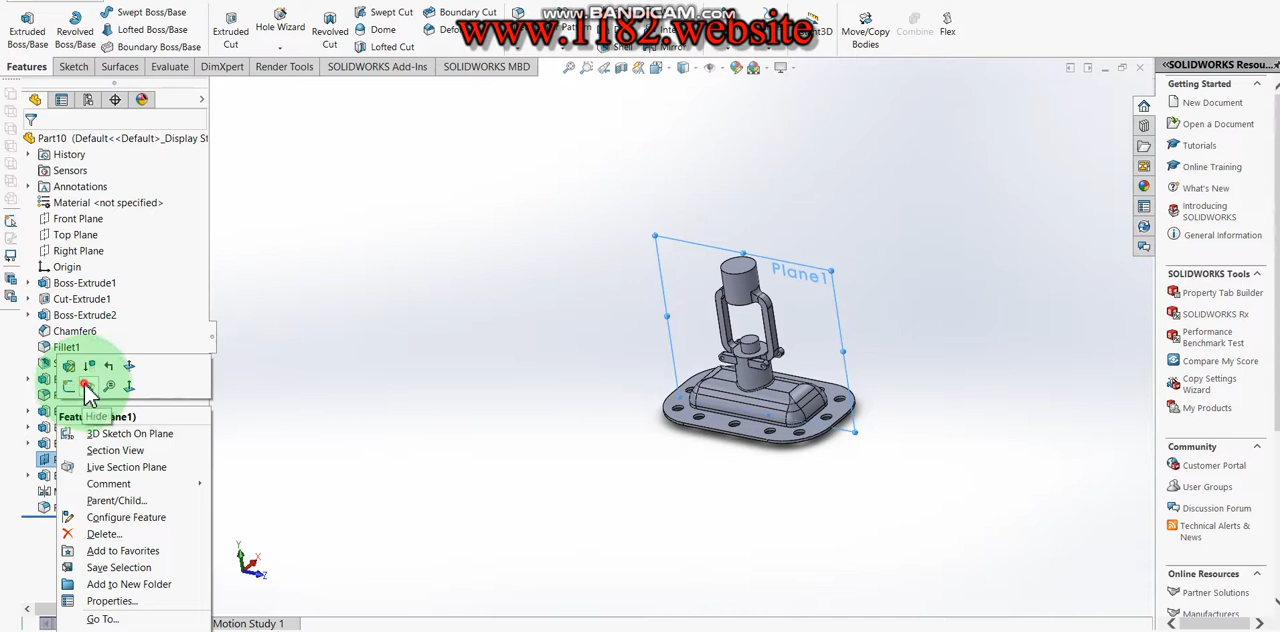 www.BANDICAM.com
www.1182.website
Extruded
Boss/Base
Revolved
Boss/Base
Swept Boss/Base
Lofted Boss/Base
Boundary Boss/Base
Extruded
Cut
Hole Wizard
Revolved
Cut
Swept Cut
Dome
Lofted Cut
Boundary Cut
Shell
Mirror
Move/Copy
Bodies
Combine
Flex
Features
Sketch
Surfaces
Evaluate
DimXpert
Render Tools
SOLIDWORKS Add-Ins
SOLIDWORKS MBD
Part10 (Default<<Default>_Display St
History
Sensors
Annotations
Material <not specified>
Front Plane
Top Plane
Right Plane
Origin
Boss-Extrude1
Cut-Extrude1
Boss-Extrude2
Chamfer6
Fillet1
Hide
3D Sketch On Plane
Section View
Live Section Plane
Comment
Parent/Child...
Configure Feature
Delete...
Add to Favorites
Save Selection
Add to New Folder
Properties...
Go To...
Motion Study 1
Plane1
Y
X
Z
SOLIDWORKS Resou...
Getting Started
New Document
Open a Document
Tutorials
Online Training
What's New
Introducing
SOLIDWORKS
General Information
SOLIDWORKS Tools
Property Tab Builder
SOLIDWORKS Rx
Performance
Benchmark Test
Compare My Score
Copy Settings
Wizard
My Products
Community
Customer Portal
User Groups
Discussion Forum
Technical Alerts &
News
Online Resources
Partner Solutions
Manufacturers